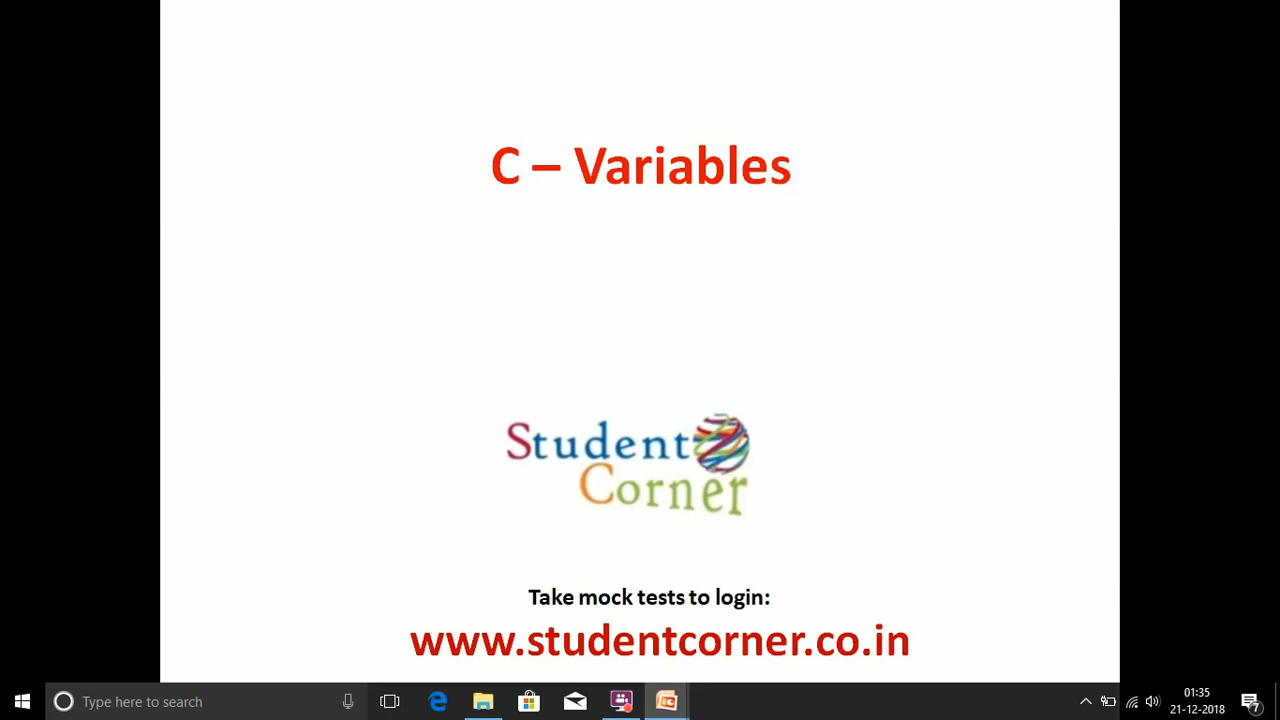 C – Variables
Student
Corner
Take mock tests to login:
www.studentcorner.co.in
Type here to search
01:35
21-12-2018
7